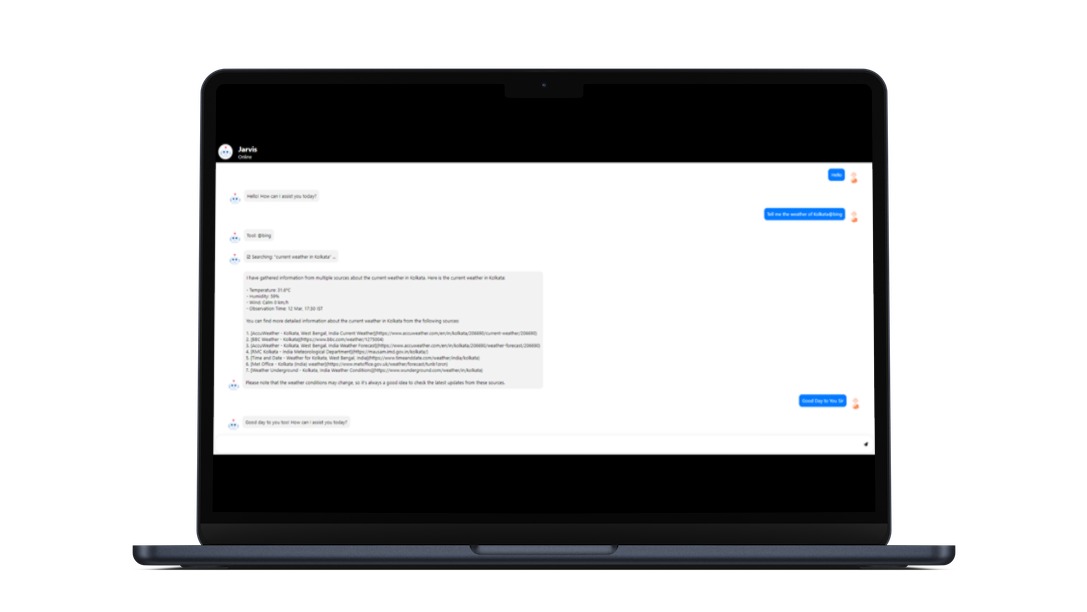 Jarvis
Online
Hello
Hello! How can I assist you today?
Tell me the weather of Kolkata@bing
Tool: @bing
Searching: "current weather in Kolkata" ...
I have gathered information from multiple sources about the current weather in Kolkata. Here is the current weather in Kolkata:
- Temperature: 31.6°C
- Humidity: 59%
- Wind: Calm 0 km/h
- Observation Time: 12 Mar, 17:30 IST
You can find more detailed information about the current weather in Kolkata from the following sources:
1. [AccuWeather - Kolkata, West Bengal, India Current Weather](https://www.accuweather.com/en/in/kolkata/206690/current-weather/206690)
2. [BBC Weather - Kolkata](https://www.bbc.com/weather/1275004)
3. [AccuWeather - Kolkata, West Bengal, India Weather Forecast](https://www.accuweather.com/en/in/kolkata/206690/weather-forecast/206690)
4. [RMC Kolkata - India Meteorological Department](https://mausam.imd.gov.in/kolkata/)
5. [Time and Date - Weather for Kolkata, West Bengal, India](https://www.timeanddate.com/weather/india/kolkata)
6. [Met Office - Kolkata (India) weather](https://www.metoffice.gov.uk/weather/forecast/)
7. [Weather Underground - Kolkata, India Weather Condition](https://www.wunderground.com/weather/in/kolkata)
Please note that the weather conditions may change, so it's always a good idea to check the latest updates from these sources.
Good Day to You Sir
Good day to you too! How can I assist you today?